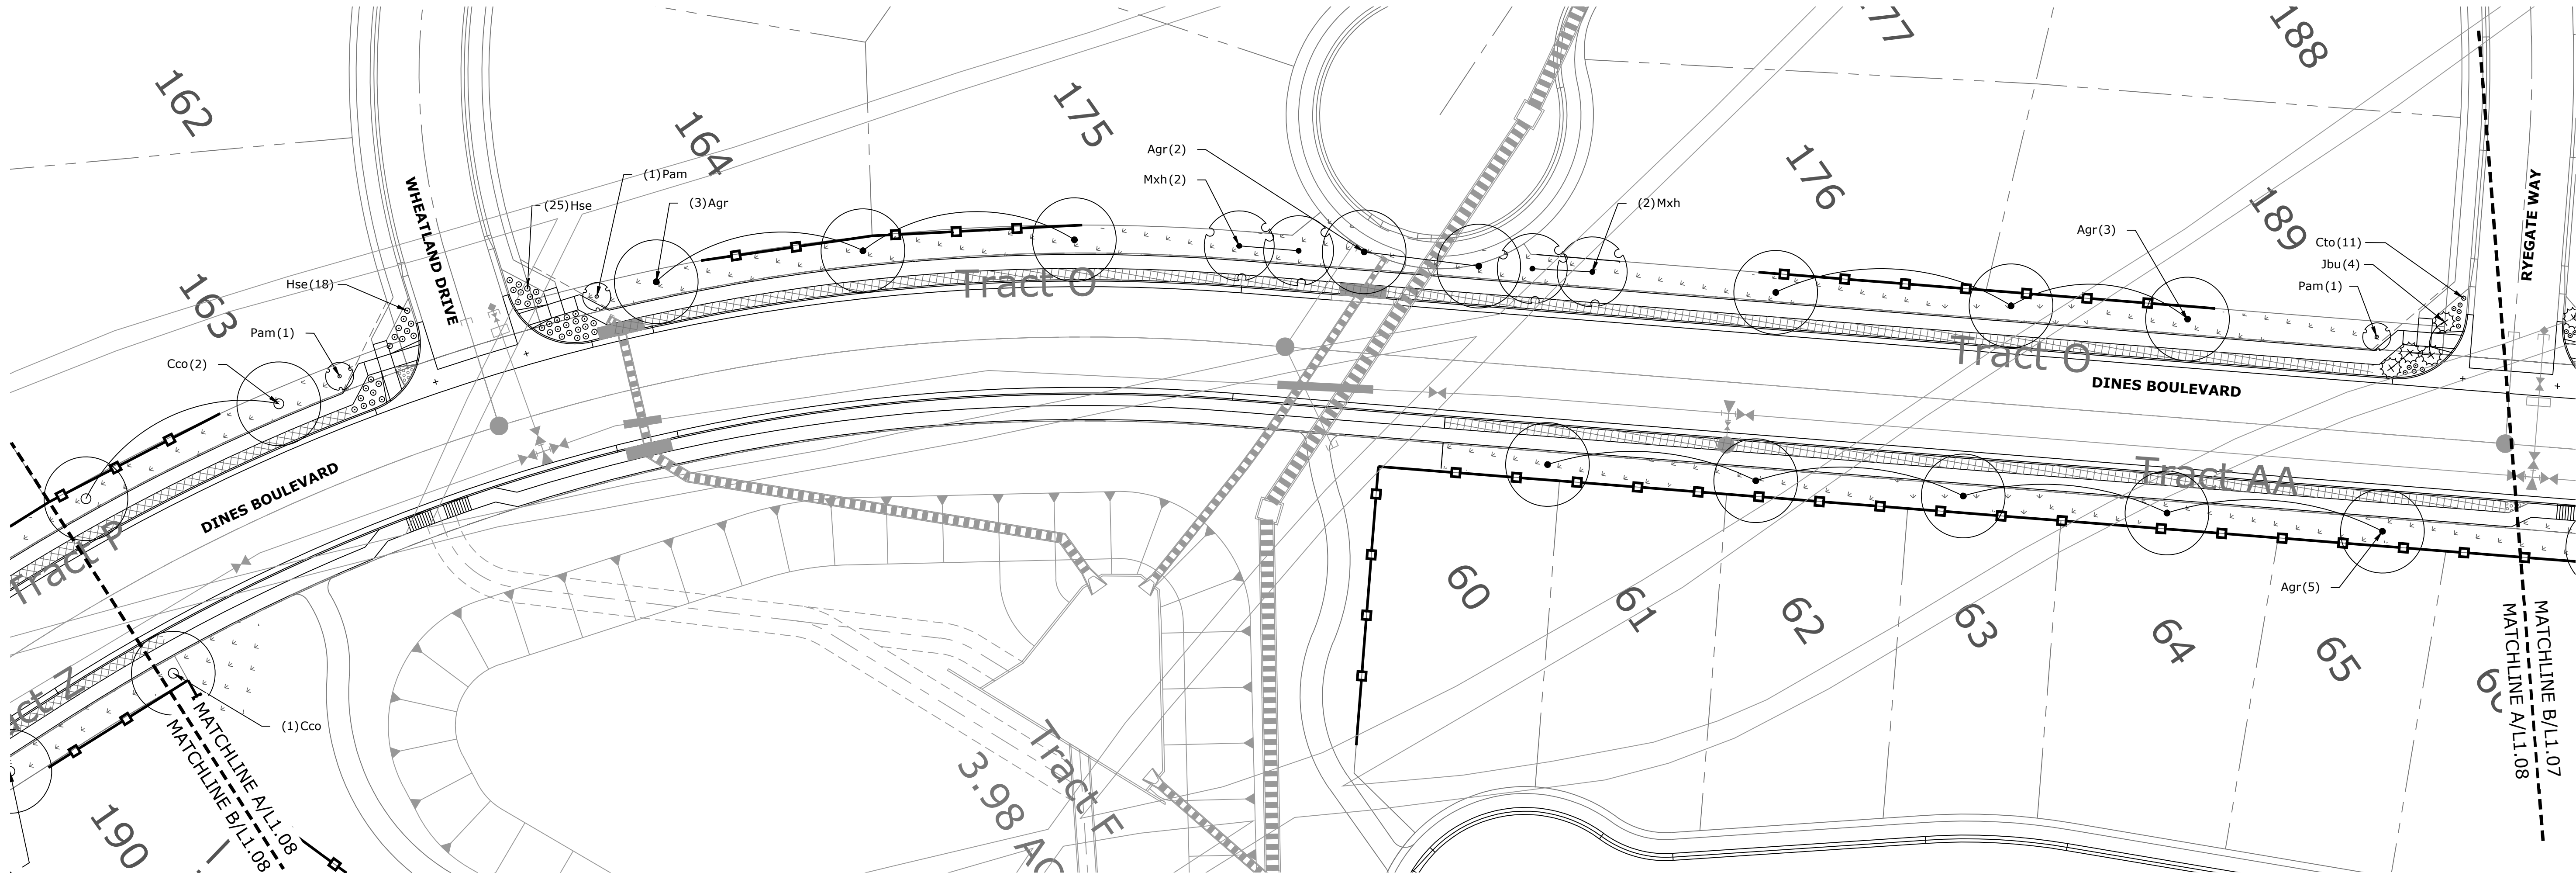 162
164
175
177
188
163
176
189
WHEATLAND DRIVE
RYEGATE WAY
(25)Hse
(1)Pam
(3)Agr
Agr(2)
Mxh(2)
(2)Mxh
Agr(3)
Cto(11)
Jbu(4)
Pam(1)
Hse(18)
Pam(1)
Cco(2)
Tract O
Tract O
DINES BOULEVARD
DINES BOULEVARD
Tract P
Tract AA
Agr(5)
60
61
62
63
64
65
(1)Cco
MATCHLINE A/L1.08
MATCHLINE B/L1.08
190
Tract F
3.98 AC
MATCHLINE B/L1.07
MATCHLINE A/L1.08